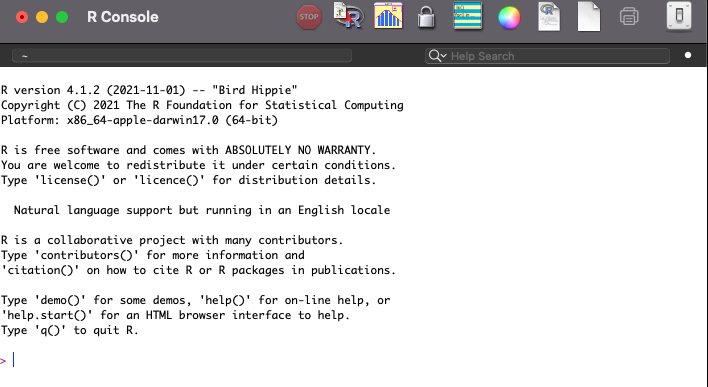 R Console
STOP
~
Help Search
R version 4.1.2 (2021-11-01) -- "Bird Hippie"
Copyright (C) 2021 The R Foundation for Statistical Computing
Platform: x86_64-apple-darwin17.0 (64-bit)
R is free software and comes with ABSOLUTELY NO WARRANTY.
You are welcome to redistribute it under certain conditions.
Type 'license()' or 'licence()' for distribution details.
Natural language support but running in an English locale
R is a collaborative project with many contributors.
Type 'contributors()' for more information and
'citation()' on how to cite R or R packages in publications.
Type 'demo()' for some demos, 'help()' for on-line help, or
'help.start()' for an HTML browser interface to help.
Type 'q()' to quit R.
>